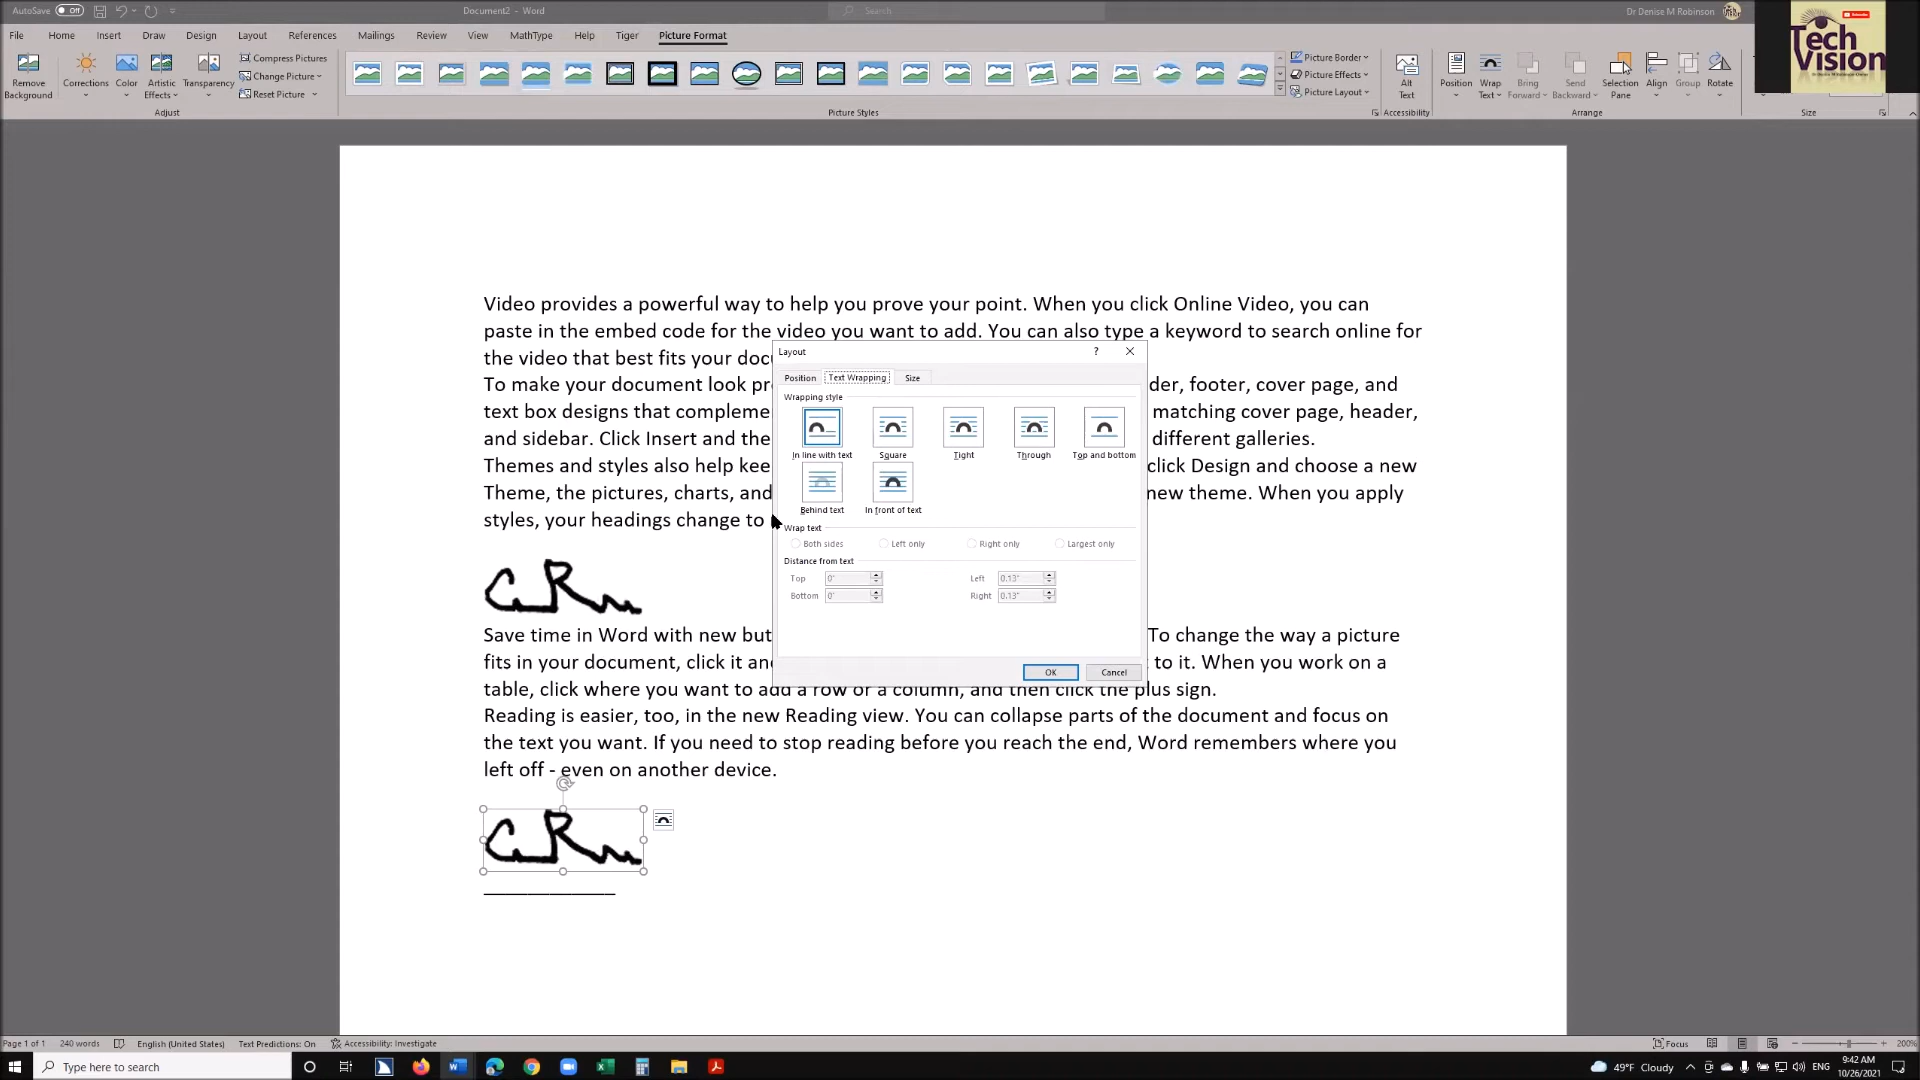 AutoSave Off
Document2 - Word
Search
Dr Denise M Robinson
Subscribe
Tech
Vision
File Home Insert Draw Design Layout References Mailings Review View MathType Help Tiger Picture Format
Remove Background
Corrections
Color
Artistic Effects
Transparency
Compress Pictures
Change Picture
Reset Picture
Picture Border
Picture Effects
Picture Layout
Alt Text
Position
Wrap Text
Bring Forward
Send Backward
Selection Pane
Align
Group
Rotate
Adjust
Picture Styles
Accessibility
Arrange
Size
Video provides a powerful way to help you prove your point. When you click Online Video, you can
paste in the embed code for the video you want to add. You can also type a keyword to search online for
the video that best fits your docu
To make your document look pro der, footer, cover page, and
text box designs that compleme matching cover page, header,
and sidebar. Click Insert and the different galleries.
Themes and styles also help kee click Design and choose a new
Theme, the pictures, charts, and new theme. When you apply
styles, your headings change to
Layout ?
Position Text Wrapping Size
Wrapping style
In line with text Square Tight Through Top and bottom
Behind text In front of text
Wrap text
Both sides Left only Right only Largest only
Distance from text
Top 0" Left 0.13"
Bottom 0" Right 0.13"
OK Cancel
Save time in Word with new but To change the way a picture
fits in your document, click it and to it. When you work on a
table, click where you want to add a row or a column, and then click the plus sign.
Reading is easier, too, in the new Reading view. You can collapse parts of the document and focus on
the text you want. If you need to stop reading before you reach the end, Word remembers where you
left off - even on another device.
Page 1 of 1 240 words English (United States) Text Predictions: On Accessibility: Investigate Focus 200%
Type here to search
49°F Cloudy
ENG
9:42 AM
10/26/2021